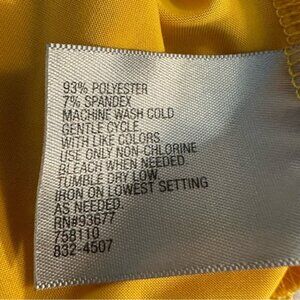 93% POLYESTER
7% SPANDEX
MACHINE WASH COLD
GENTLE CYCLE
WITH LIKE COLORS
USE ONLY NON-CHLORINE
BLEACH WHEN NEEDED
TUMBLE DRY LOW.
IRON ON LOWEST SETTING
AS NEEDED.
RN#93677
758110
832-4507